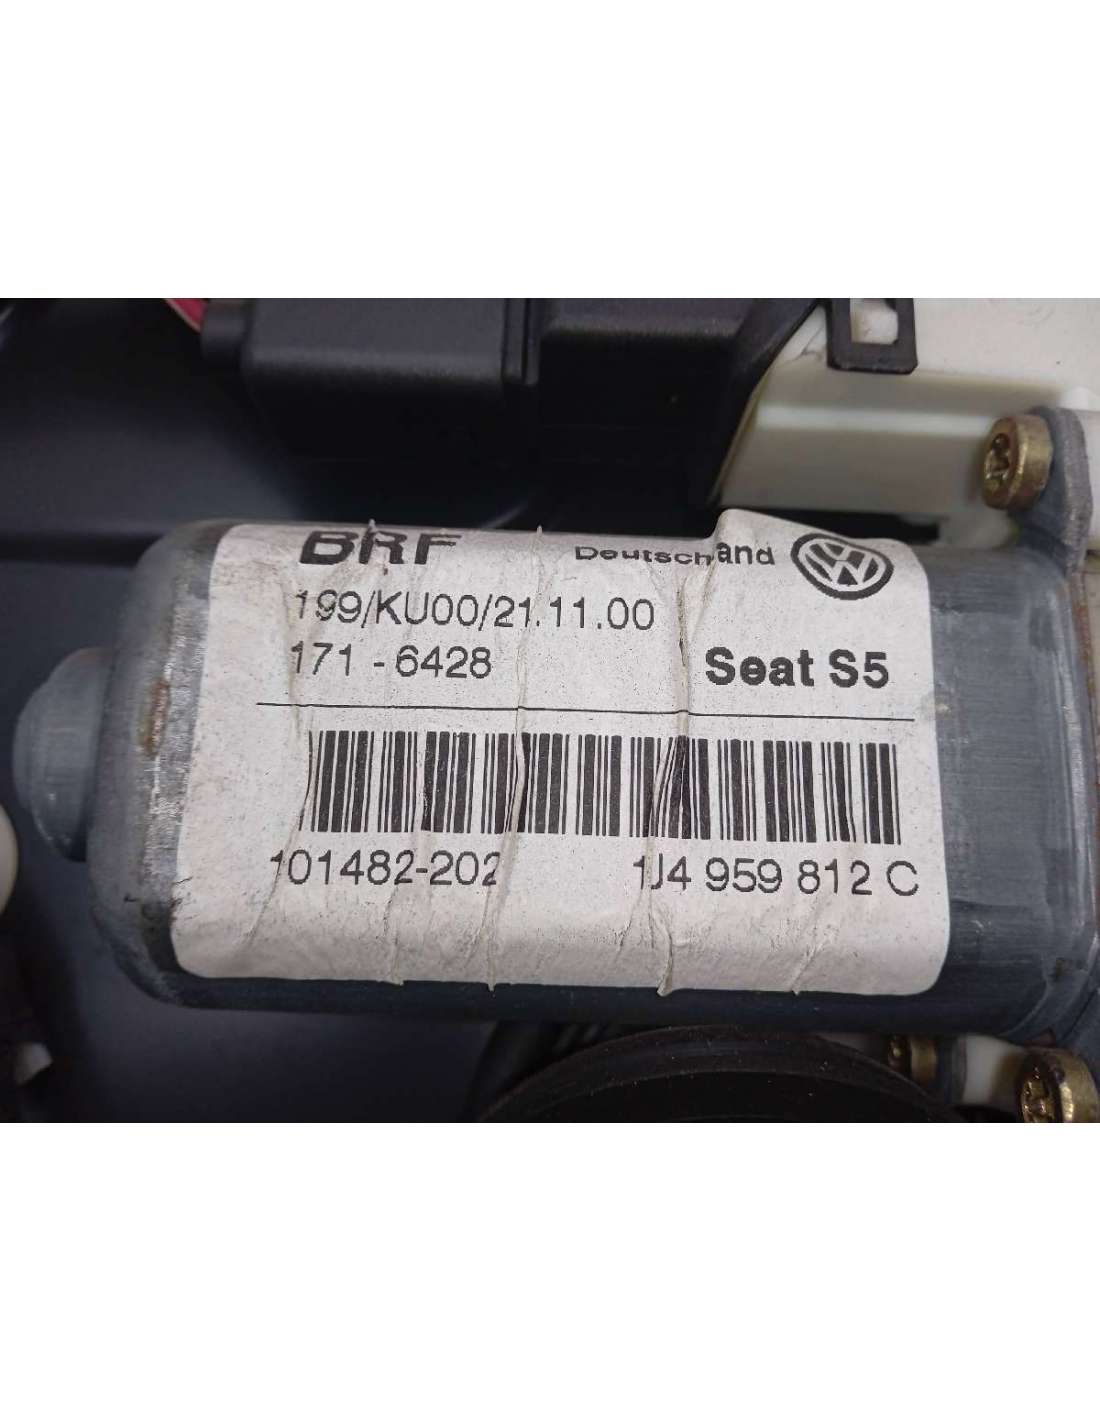 BRF Deutschland
199/KU00/21.11.00
171 - 6428 Seat S5
101482-202 1J4 959 812 C